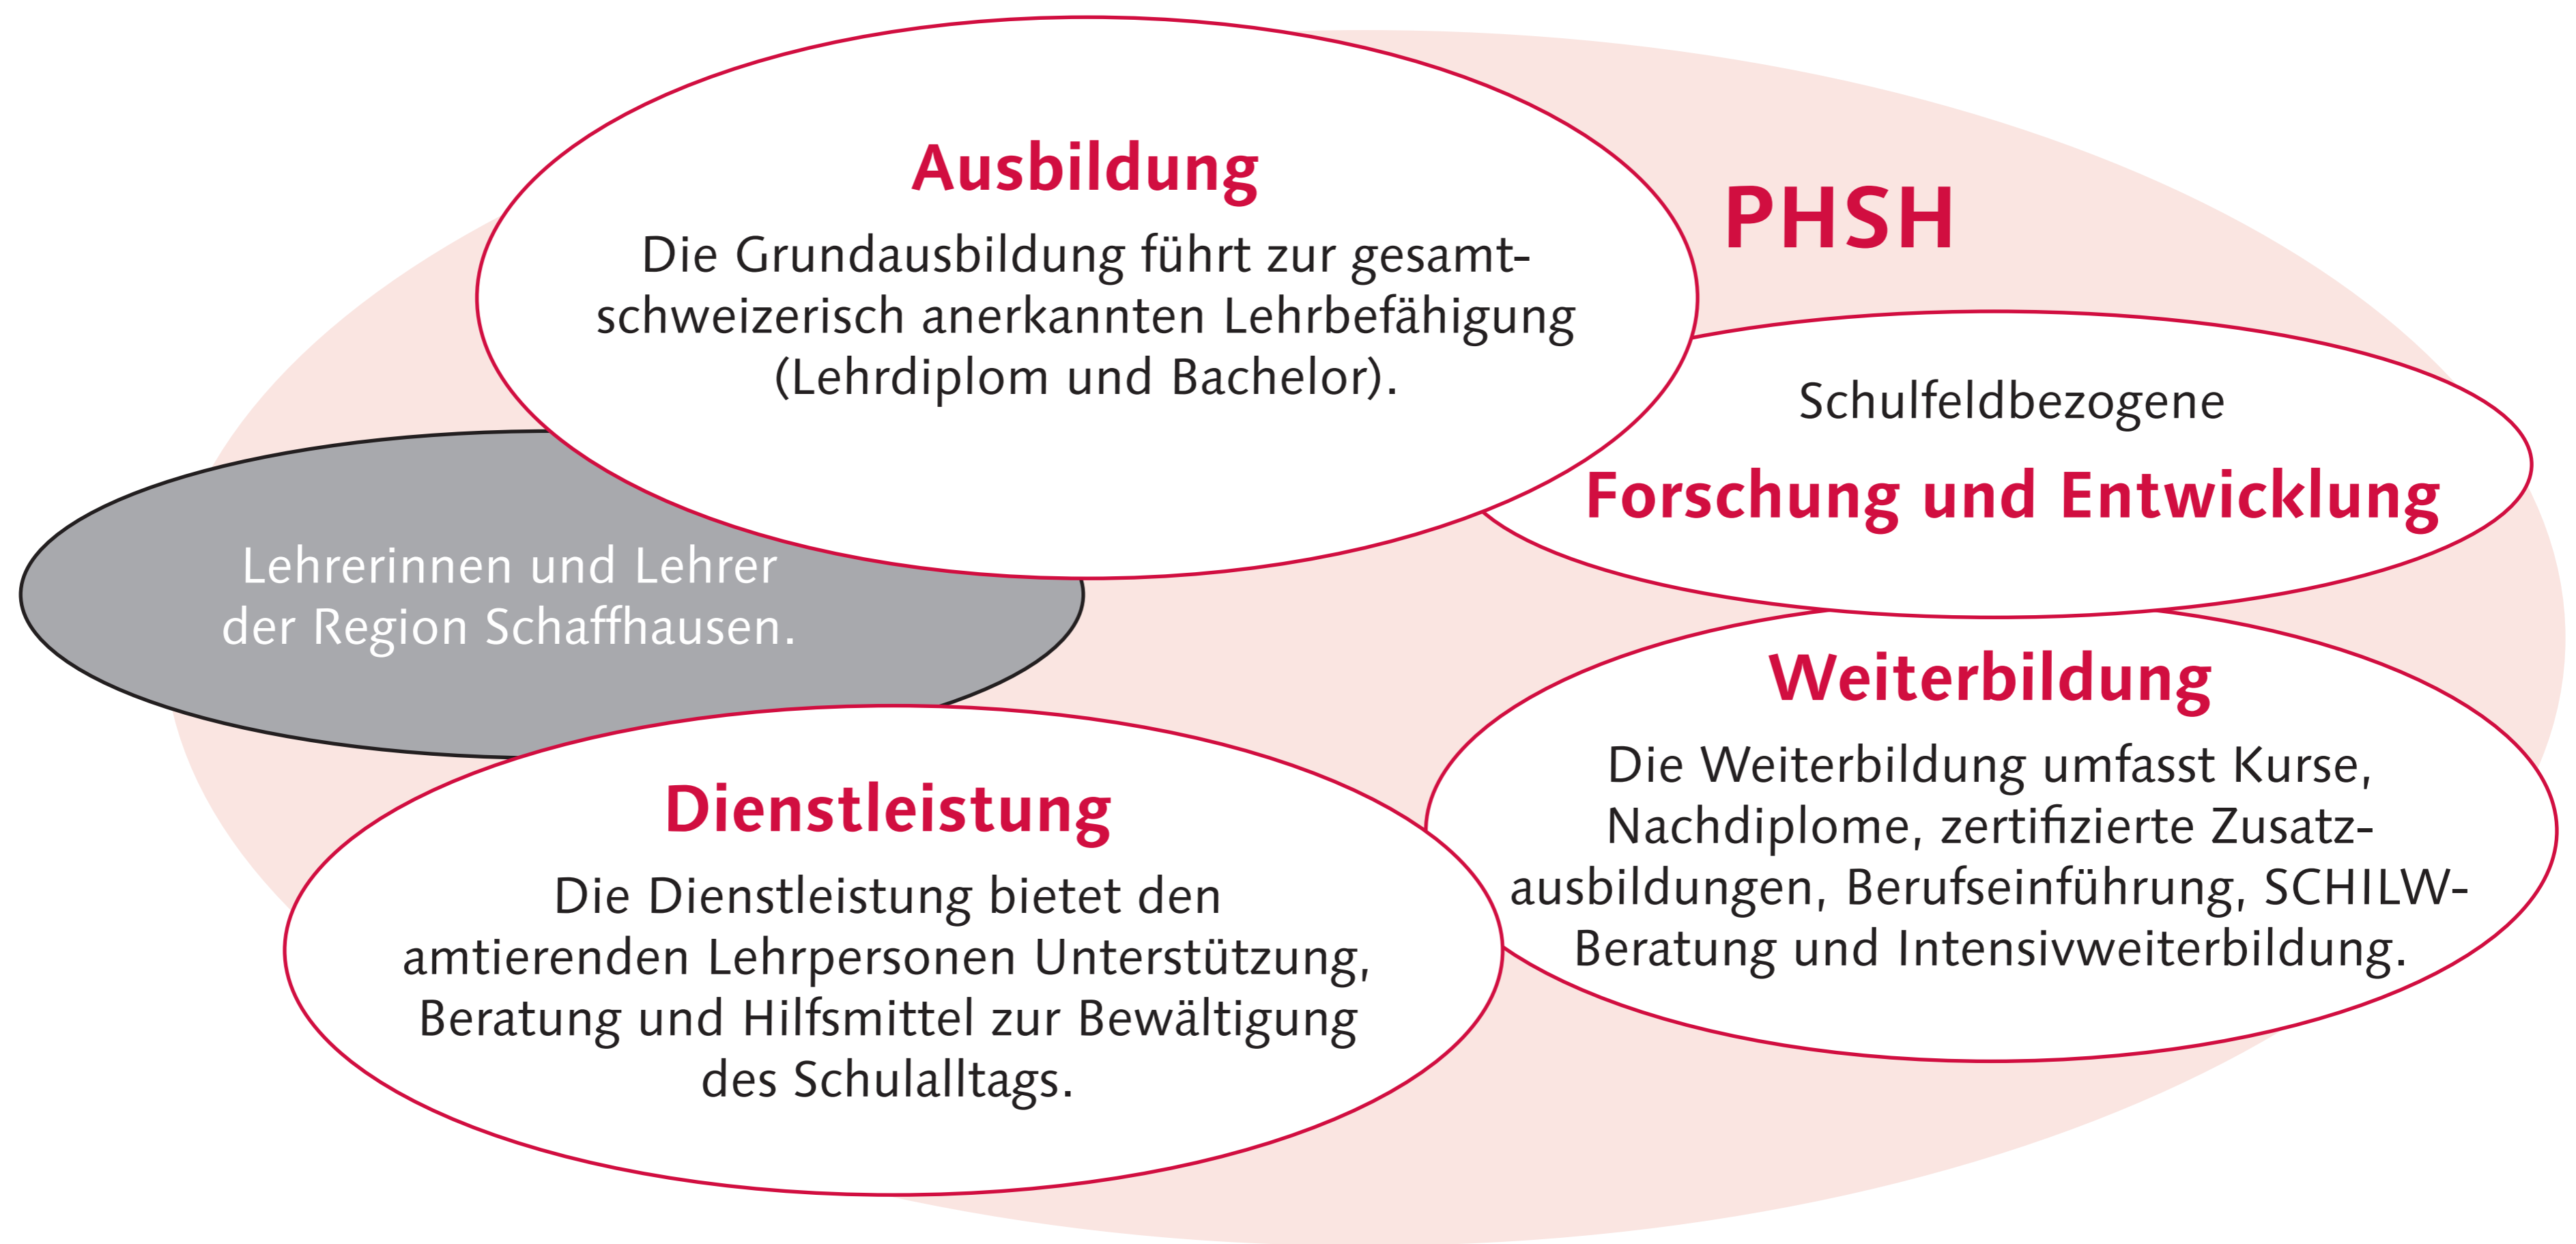 Ausbildung
Die Grundausbildung führt zur gesamt-
schweizerisch anerkannten Lehrbefähigung
(Lehrdiplom und Bachelor).
PHSH
Schulfeldbezogene
Forschung und Entwicklung
Lehrerinnen und Lehrer
der Region Schaffhausen.
Weiterbildung
Die Weiterbildung umfasst Kurse,
Nachdiplome, zertifizierte Zusatz-
ausbildungen, Berufseinführung, SCHILW-
Beratung und Intensivweiterbildung.
Dienstleistung
Die Dienstleistung bietet den
amtierenden Lehrpersonen Unterstützung,
Beratung und Hilfsmittel zur Bewältigung
des Schulalltags.